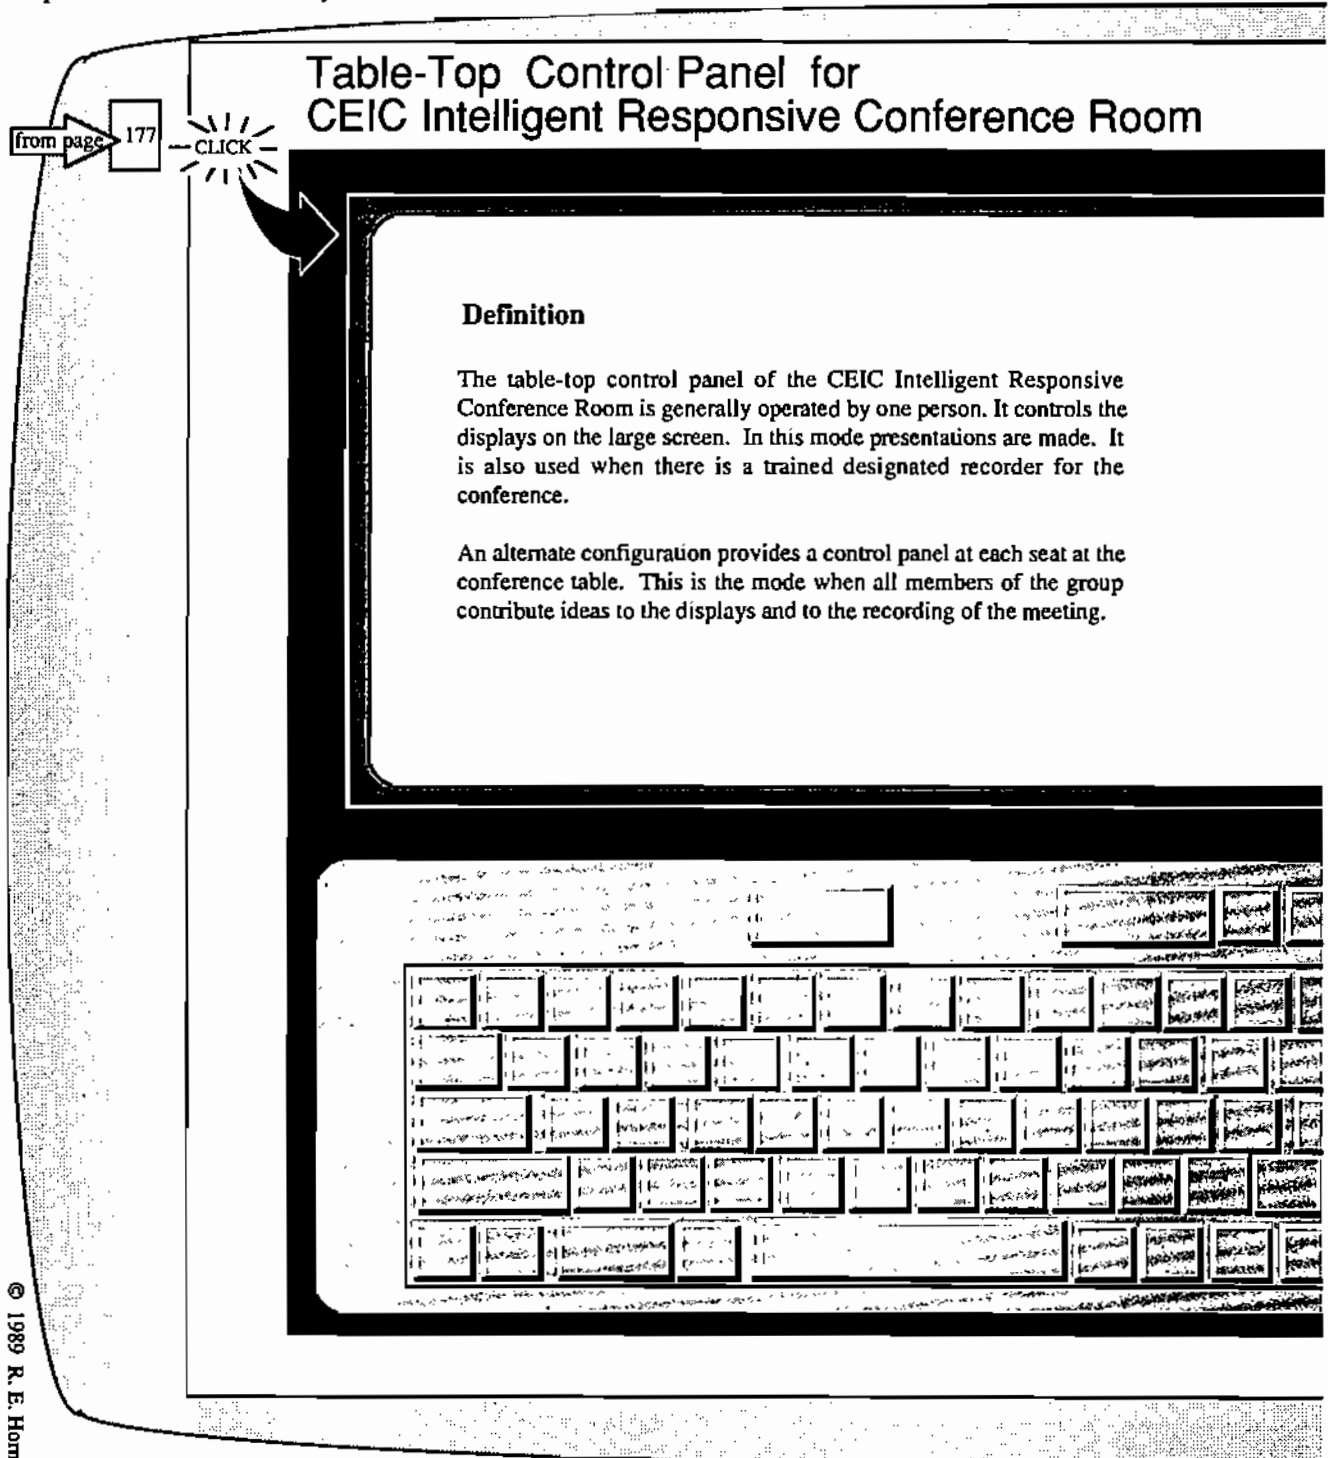 Table-Top Control Panel for
CEIC Intelligent Responsive Conference Room
from page
177
CLICK
Definition
The table-top control panel of the CEIC Intelligent Responsive
Conference Room is generally operated by one person. It controls the
displays on the large screen. In this mode presentations are made. It
is also used when there is a trained designated recorder for the
conference.
An alternate configuration provides a control panel at each seat at the
conference table. This is the mode when all members of the group
contribute ideas to the displays and to the recording of the meeting.
© 1989 R. E. Horn